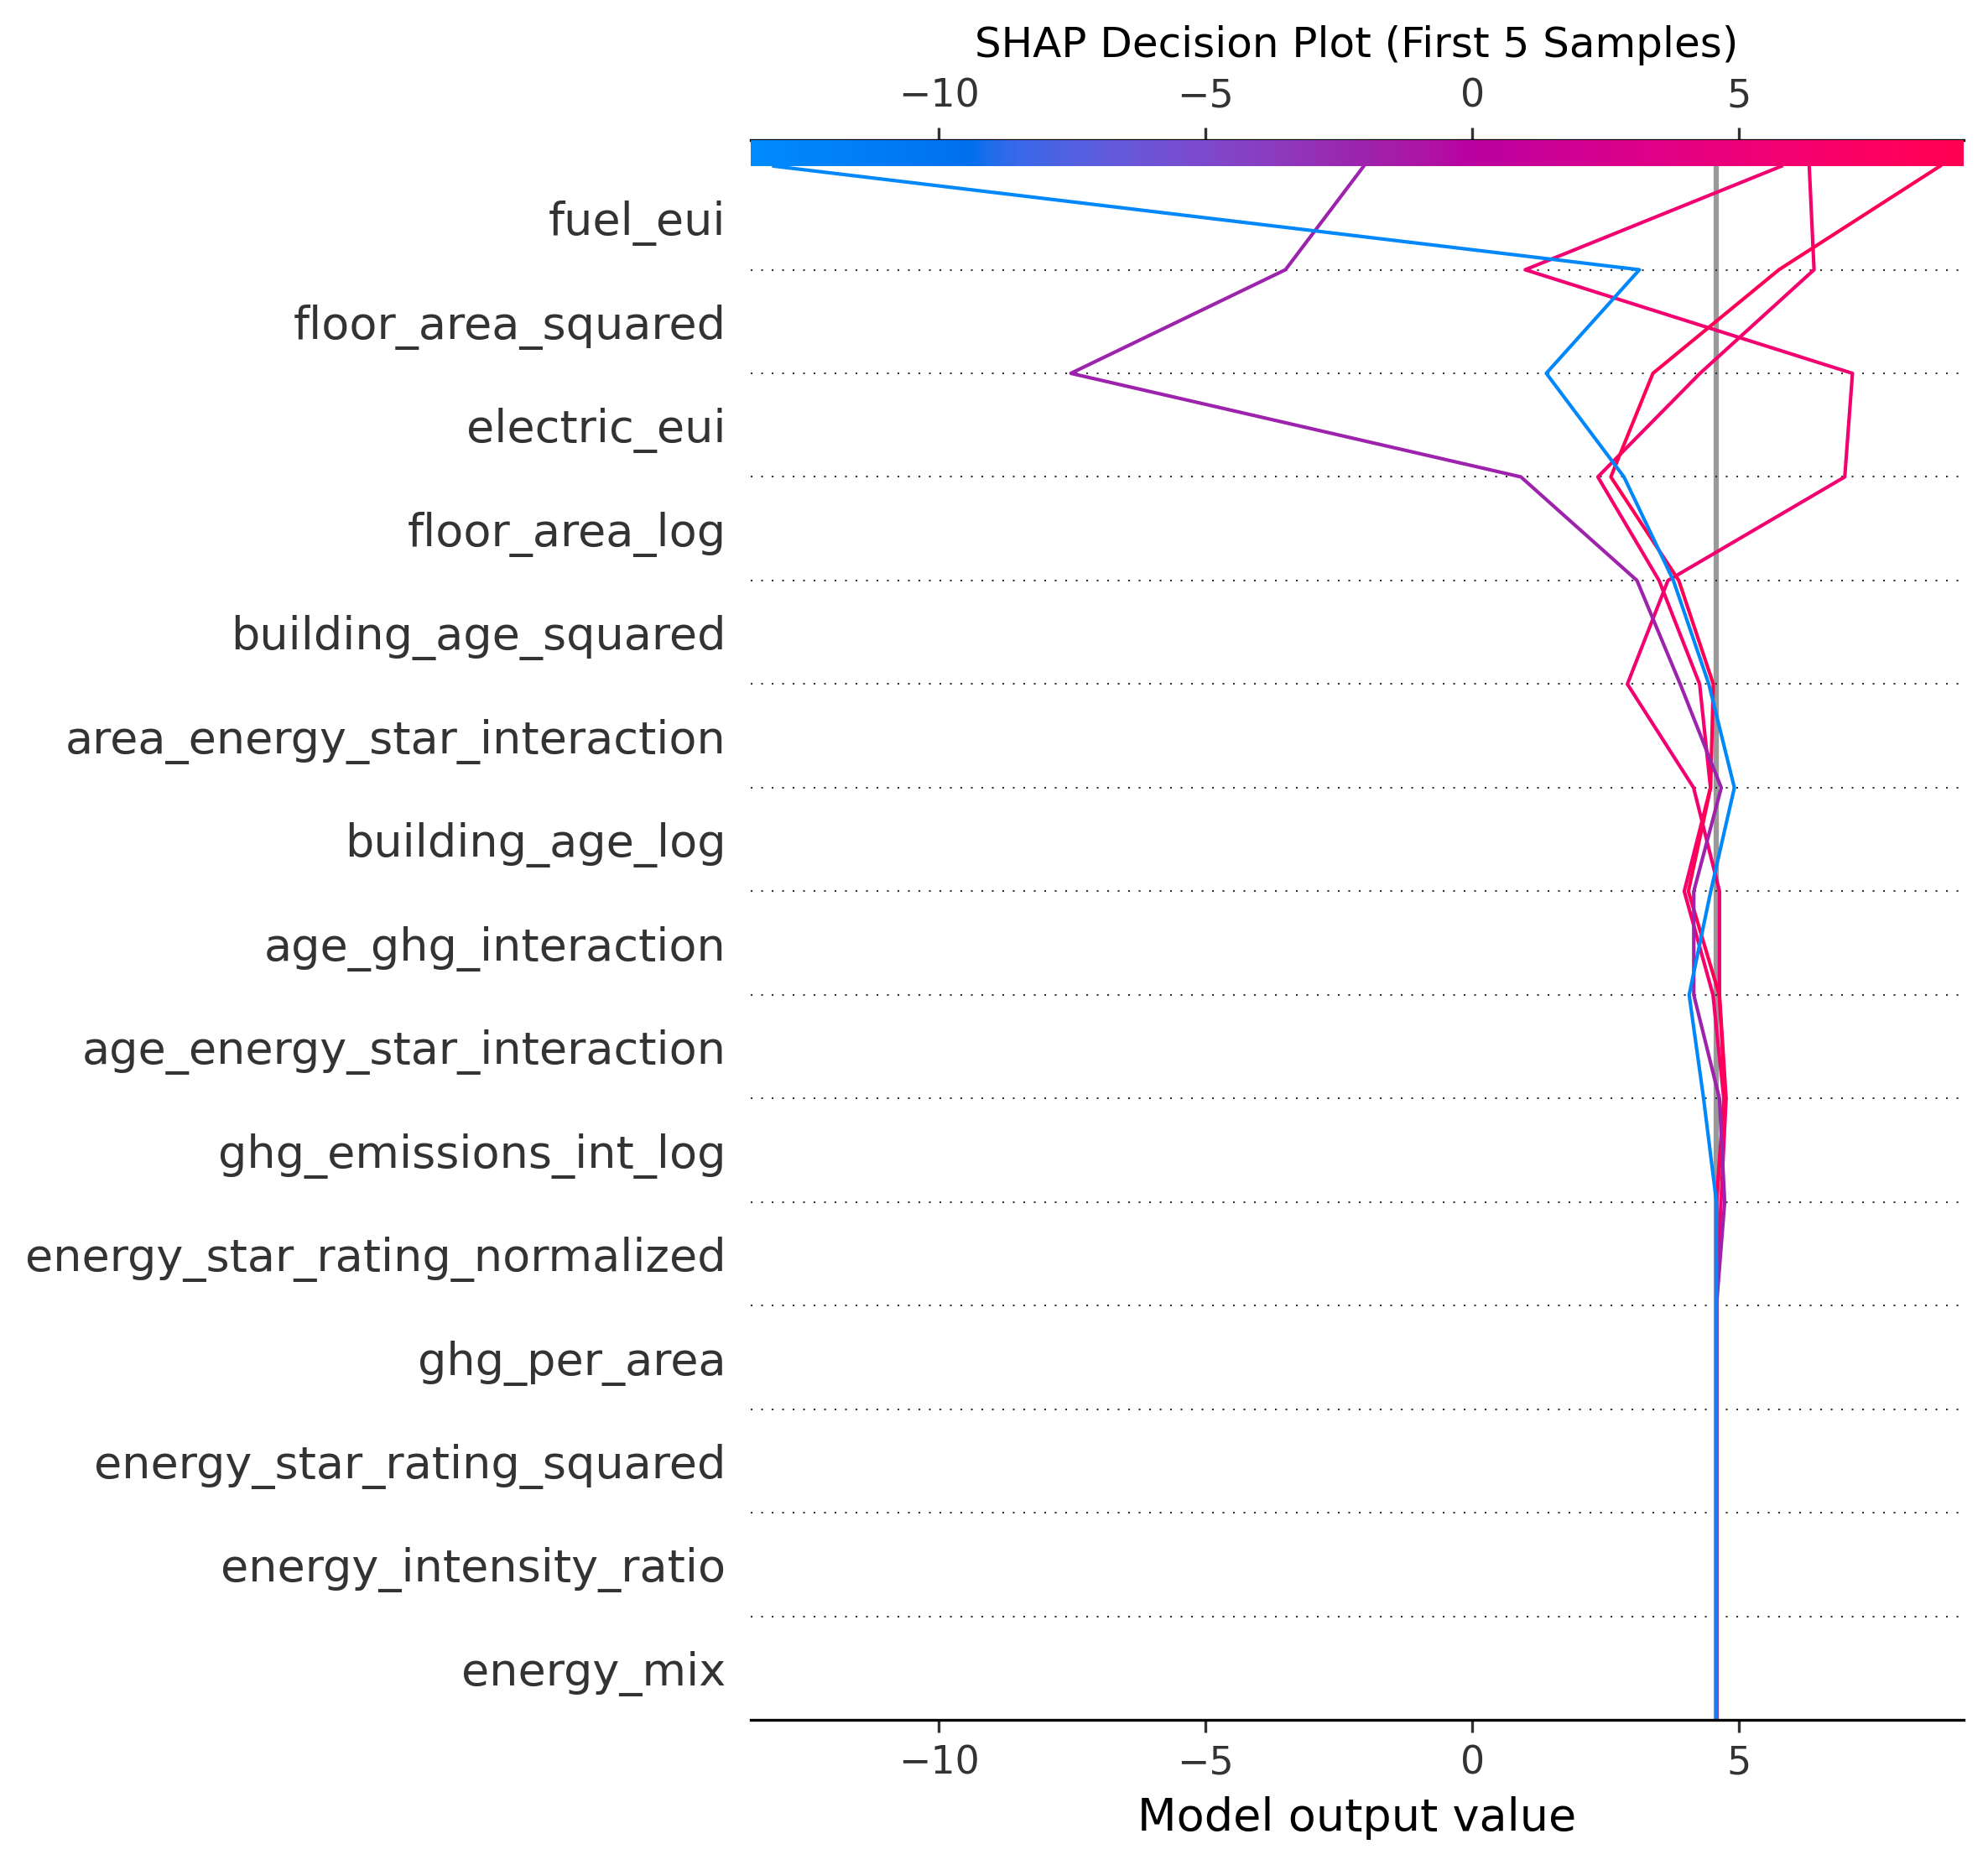 SHAP Decision Plot (First 5 Samples)
−10 −5 0 5
fuel_eui
floor_area_squared
electric_eui
floor_area_log
building_age_squared
area_energy_star_interaction
building_age_log
age_ghg_interaction
age_energy_star_interaction
ghg_emissions_int_log
energy_star_rating_normalized
ghg_per_area
energy_star_rating_squared
energy_intensity_ratio
energy_mix
−10 −5 0 5
Model output value